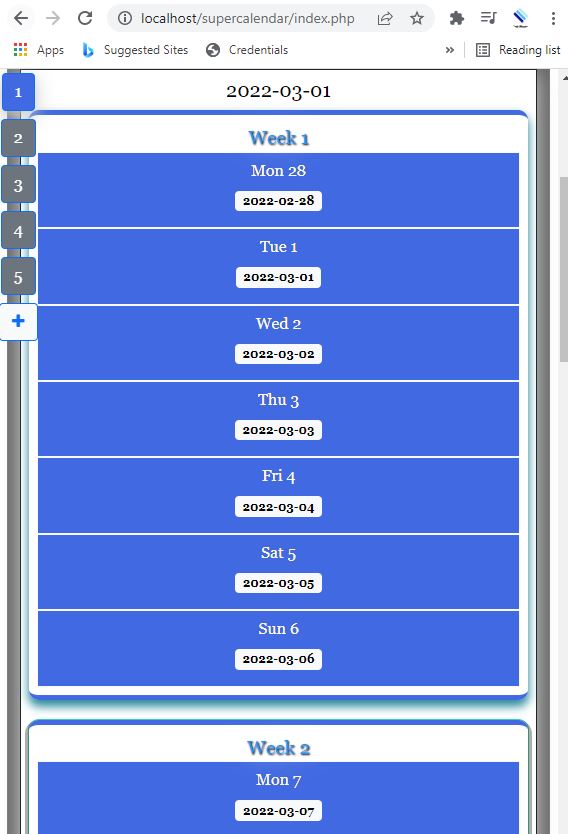 localhost/supercalendar/index.php
Apps
Suggested Sites
Credentials
»
Reading list
2022-03-01
1
2
3
4
5
+
Week 1
Mon 28
2022-02-28
Tue 1
2022-03-01
Wed 2
2022-03-02
Thu 3
2022-03-03
Fri 4
2022-03-04
Sat 5
2022-03-05
Sun 6
2022-03-06
Week 2
Mon 7
2022-03-07